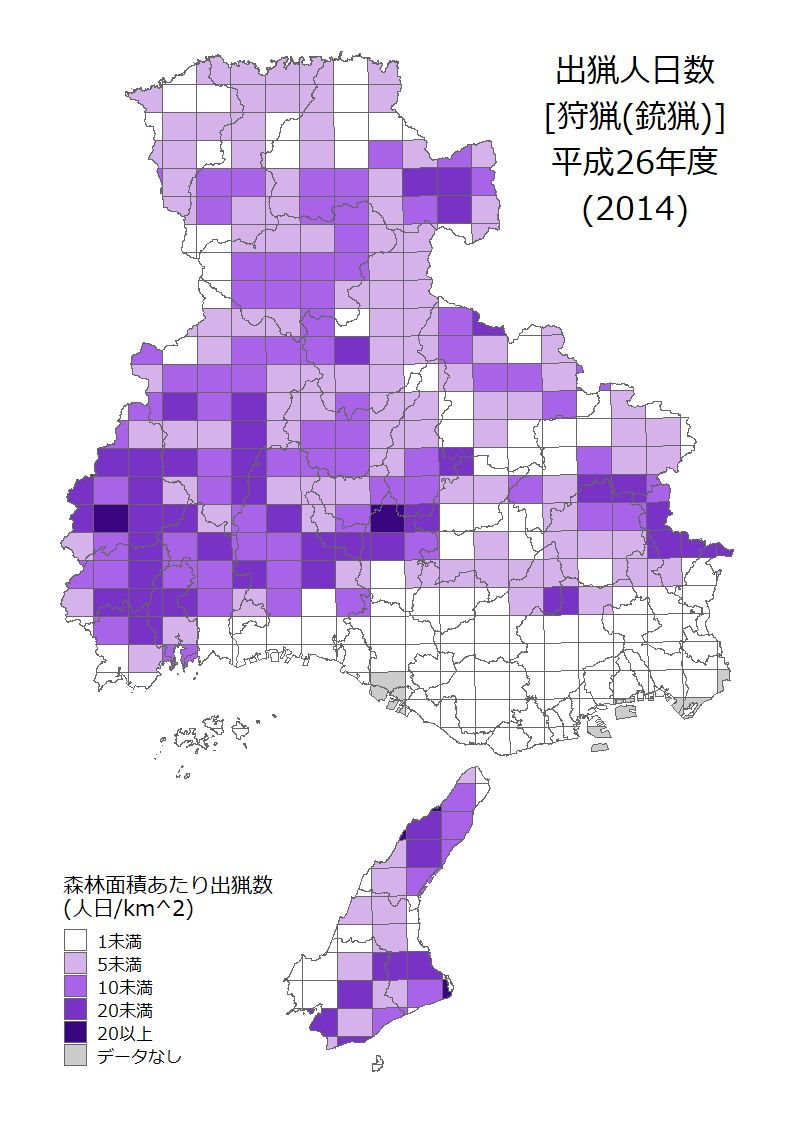 出猟人日数
[狩猟(銃猟)]
平成26年度
(2014)
森林面積あたり出猟数
(人日/km^2)
1未満
5未満
10未満
20未満
20以上
データなし